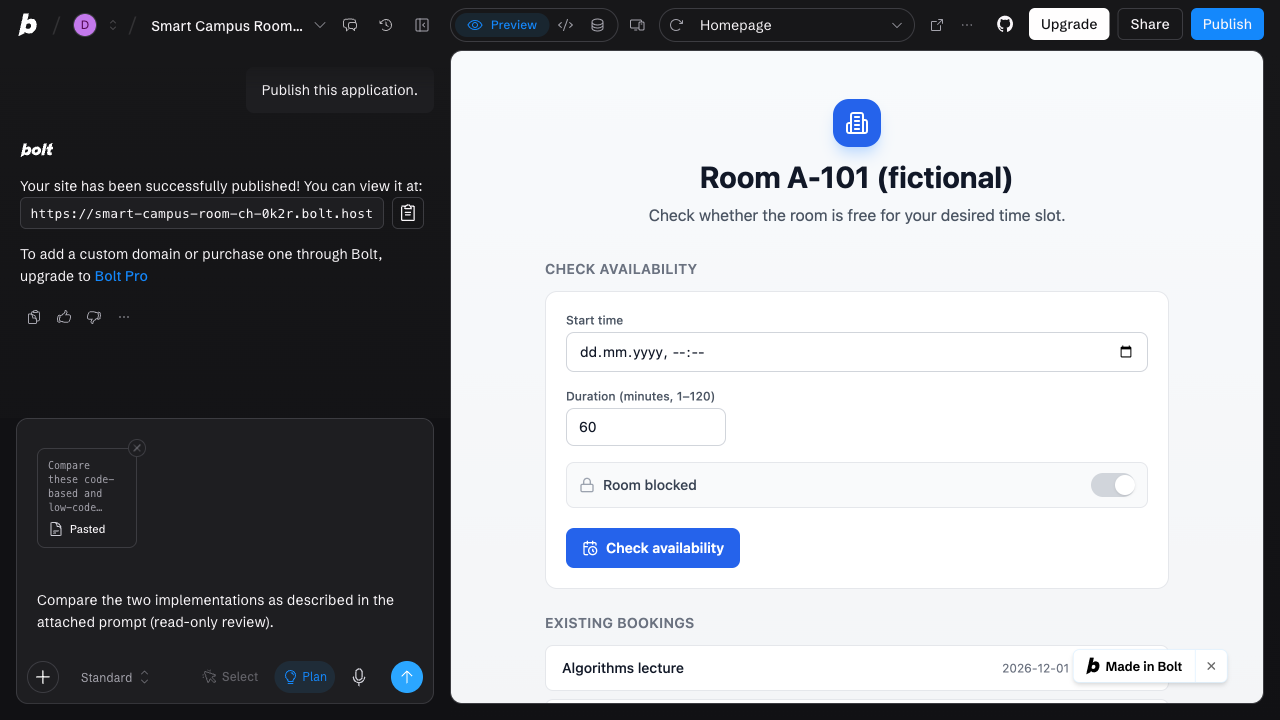 b
D
Smart Campus Room...
Preview
Homepage
Upgrade
Share
Publish
Publish this application.
bolt
Your site has been successfully published! You can view it at:
https://smart-campus-room-ch-0k2r.bolt.host
To add a custom domain or purchase one through Bolt,
upgrade to Bolt Pro
Compare
these code-
based and
low-code…
Pasted
Compare the two implementations as described in the
attached prompt (read-only review).
Standard
Select
Plan
Room A-101 (fictional)
Check whether the room is free for your desired time slot.
CHECK AVAILABILITY
Start time
dd.mm.yyyy, --:--
Duration (minutes, 1–120)
60
Room blocked
Check availability
EXISTING BOOKINGS
Algorithms lecture
2026-12-01
b Made in Bolt